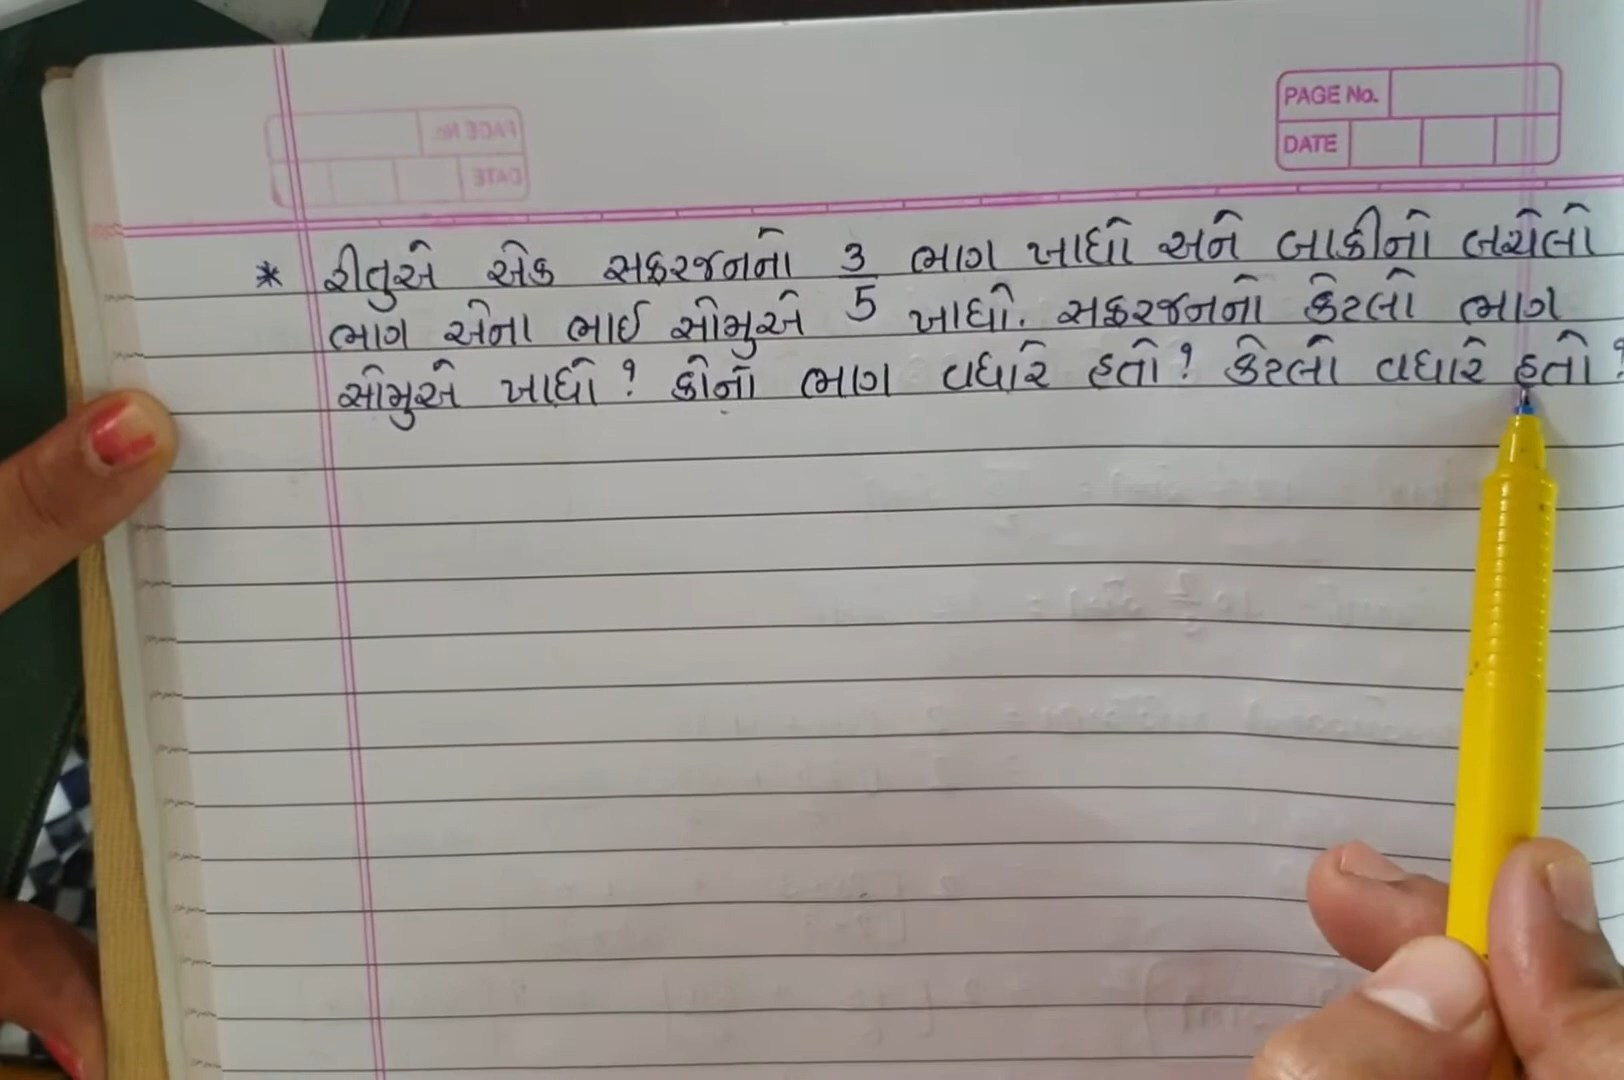 PAGE No.
DATE
* રીતુએ એક સફરજનનો 3/5 ભાગ ખાધો અને બાકીનો બચેલો
ભાગ એના ભાઈ સોમુએ ખાધો. સફરજનનો કેટલો ભાગ
સોમુએ ખાધો? કોનો ભાગ વધારે હતો? કેટલો વધારે હતો?